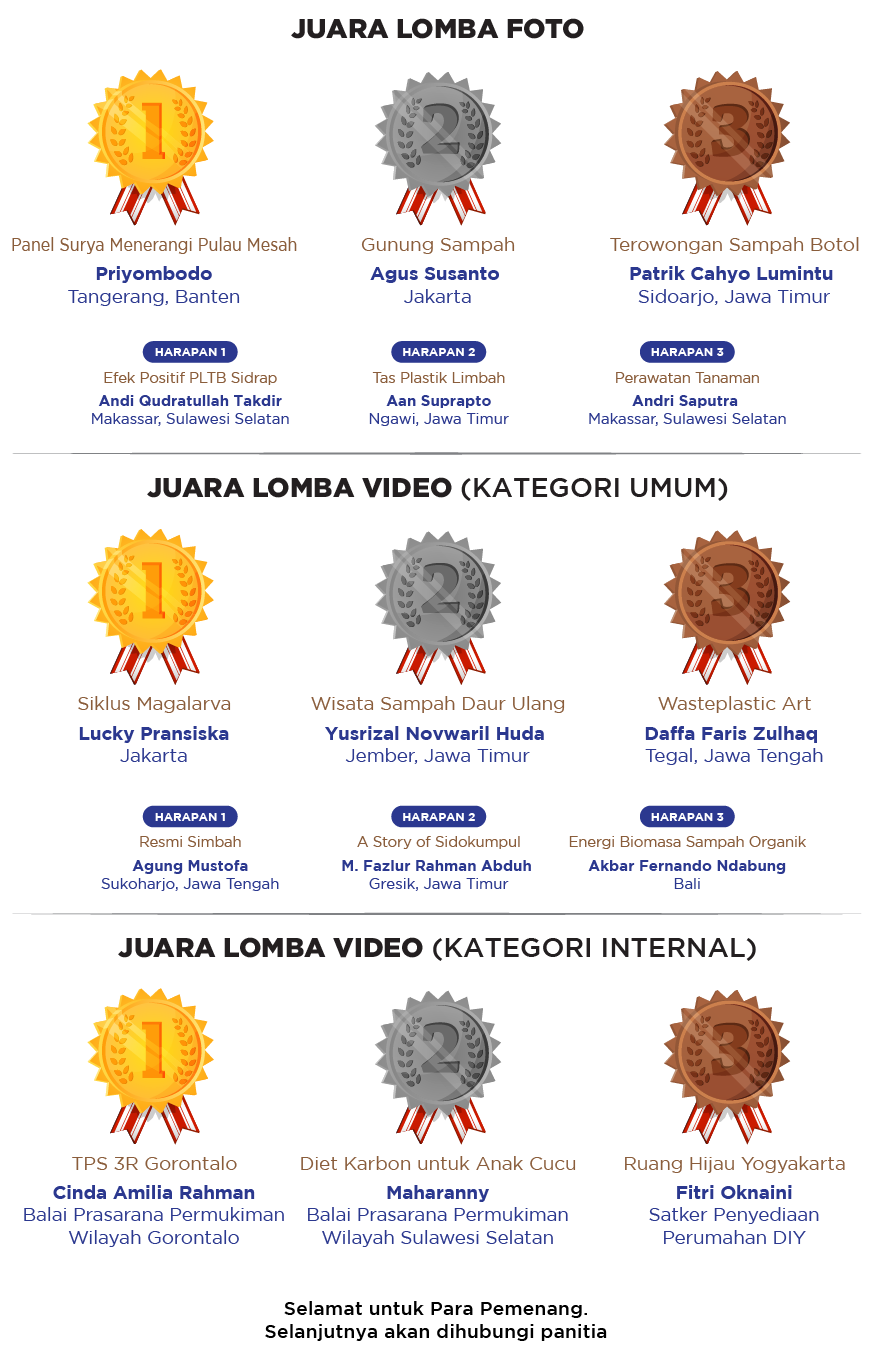 JUARA LOMBA FOTO
1
2
3
Panel Surya Menerangi Pulau Mesah
Priyombodo
Tangerang, Banten
Gunung Sampah
Agus Susanto
Jakarta
Terowongan Sampah Botol
Patrik Cahyo Lumintu
Sidoarjo, Jawa Timur
HARAPAN 1
Efek Positif PLTB Sidrap
Andi Qudratullah Takdir
Makassar, Sulawesi Selatan
HARAPAN 2
Tas Plastik Limbah
Aan Suprapto
Ngawi, Jawa Timur
HARAPAN 3
Perawatan Tanaman
Andri Saputra
Makassar, Sulawesi Selatan
JUARA LOMBA VIDEO (KATEGORI UMUM)
1
2
3
Siklus Magalarva
Lucky Pransiska
Jakarta
Wisata Sampah Daur Ulang
Yusrizal Novwaril Huda
Jember, Jawa Timur
Wasteplastic Art
Daffa Faris Zulhaq
Tegal, Jawa Tengah
HARAPAN 1
Resmi Simbah
Agung Mustofa
Sukoharjo, Jawa Tengah
HARAPAN 2
A Story of Sidokumpul
M. Fazlur Rahman Abduh
Gresik, Jawa Timur
HARAPAN 3
Energi Biomasa Sampah Organik
Akbar Fernando Ndabung
Bali
JUARA LOMBA VIDEO (KATEGORI INTERNAL)
1
2
3
TPS 3R Gorontalo
Cinda Amilia Rahman
Balai Prasarana Permukiman
Wilayah Gorontalo
Diet Karbon untuk Anak Cucu
Maharanny
Balai Prasarana Permukiman
Wilayah Sulawesi Selatan
Ruang Hijau Yogyakarta
Fitri Oknaini
Satker Penyediaan
Perumahan DIY
Selamat untuk Para Pemenang.
Selanjutnya akan dihubungi panitia